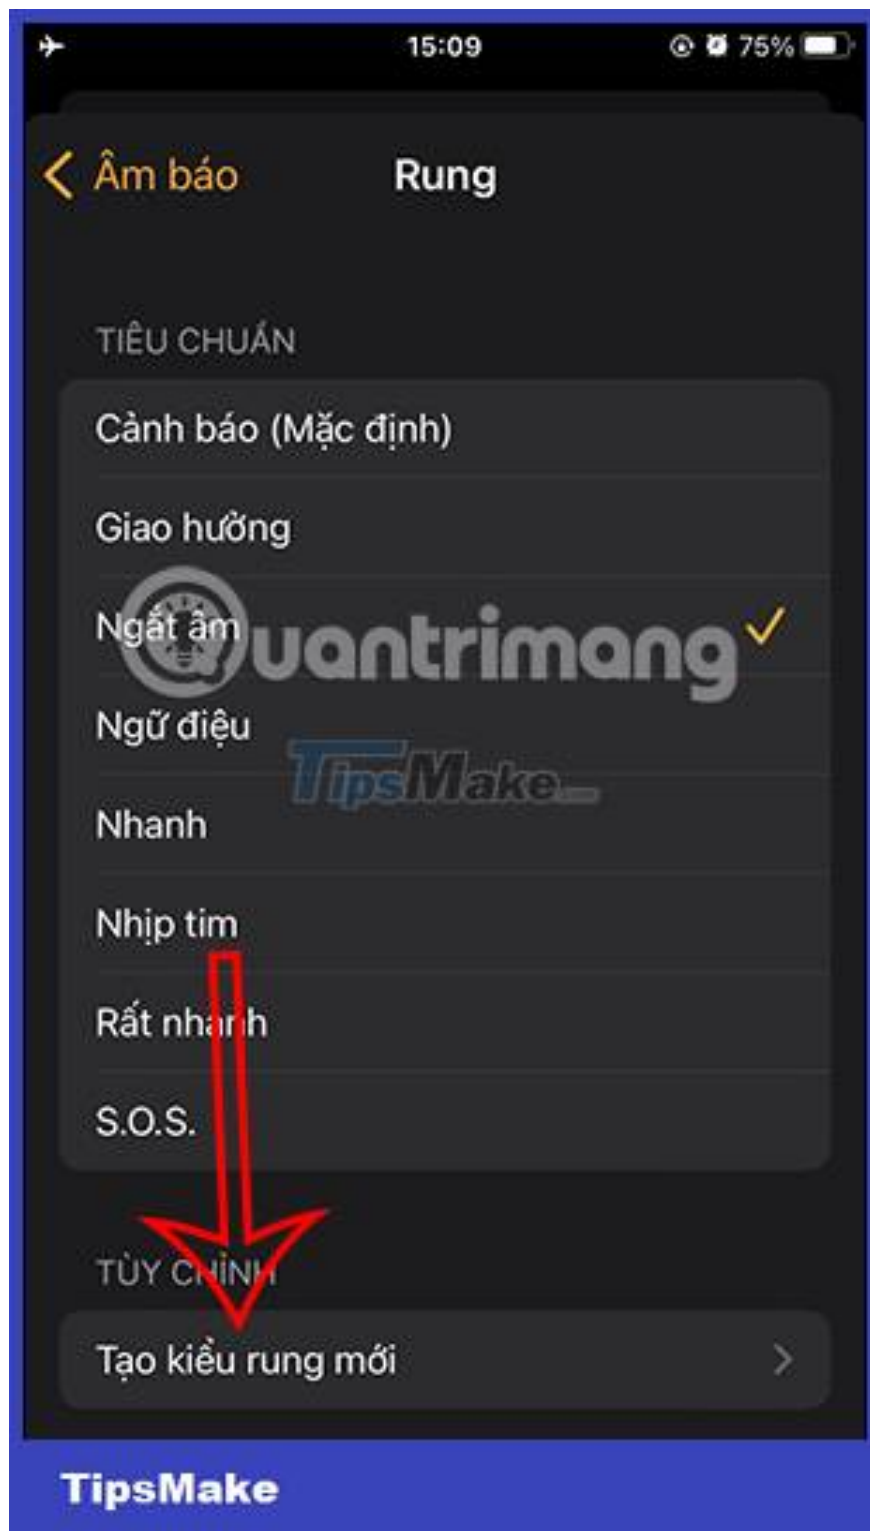 15:09
75%
Âm báo
Rung
TIÊU CHUẨN
Cảnh báo (Mặc định)
Giao hưởng
Ngắt âm
Quantrimang
Ngữ điệu
TipsMake.com
Nhanh
Nhịp tim
Rất nhanh
S.O.S.
TÙY CHỈNH
Tạo kiểu rung mới
TipsMake